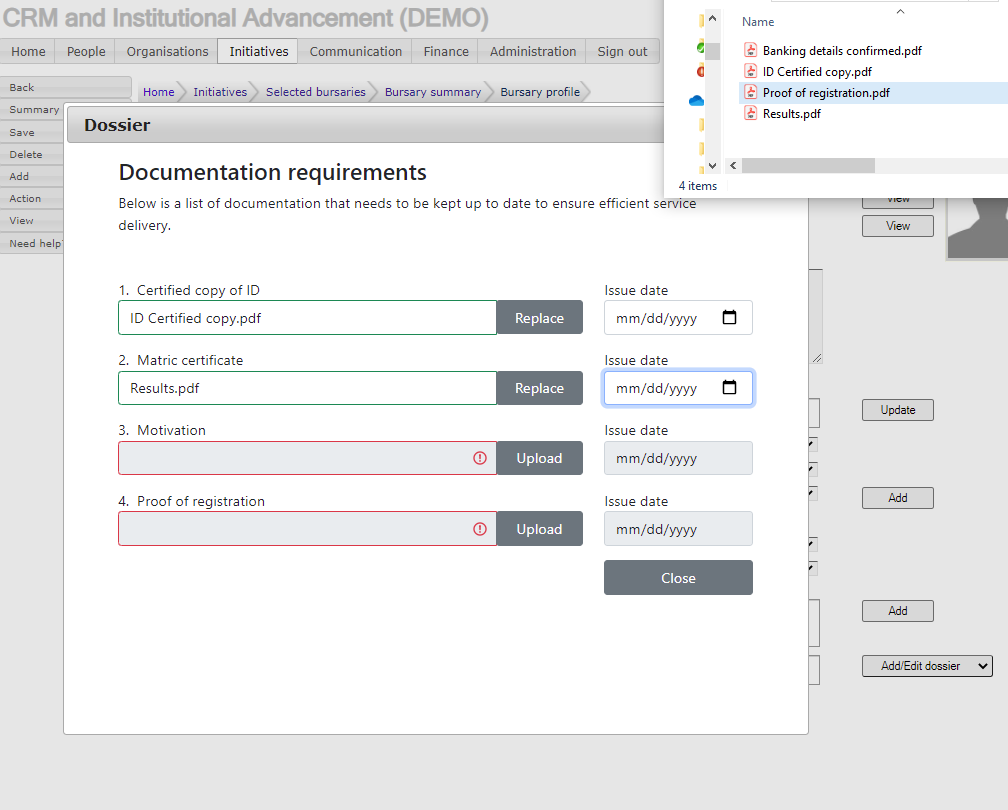 CRM and Institutional Advancement (DEMO)
Home People Organisations Initiatives Communication Finance Administration Sign out
Back
Summary
Save
Delete
Add
Action
View
Need help?
Home Initiatives Selected bursaries Bursary summary Bursary profile
Name
Banking details confirmed.pdf
ID Certified copy.pdf
Proof of registration.pdf
Results.pdf
4 items
Dossier
Documentation requirements
Below is a list of documentation that needs to be kept up to date to ensure efficient service
delivery.
1. Certified copy of ID Issue date
ID Certified copy.pdf Replace mm/dd/yyyy
2. Matric certificate Issue date
Results.pdf Replace mm/dd/yyyy
3. Motivation Issue date
Upload mm/dd/yyyy
4. Proof of registration Issue date
Upload mm/dd/yyyy
Close
View
View
Update
Add
Add
Add/Edit dossier